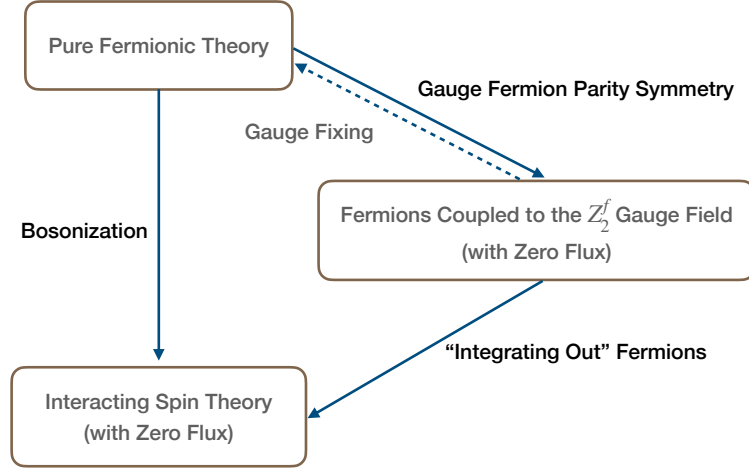 Pure Fermionic Theory
Gauge Fermion Parity Symmetry
Gauge Fixing
Fermions Coupled to the $Z_2^f$ Gauge Field
(with Zero Flux)
Bosonization
“Integrating Out” Fermions
Interacting Spin Theory
(with Zero Flux)